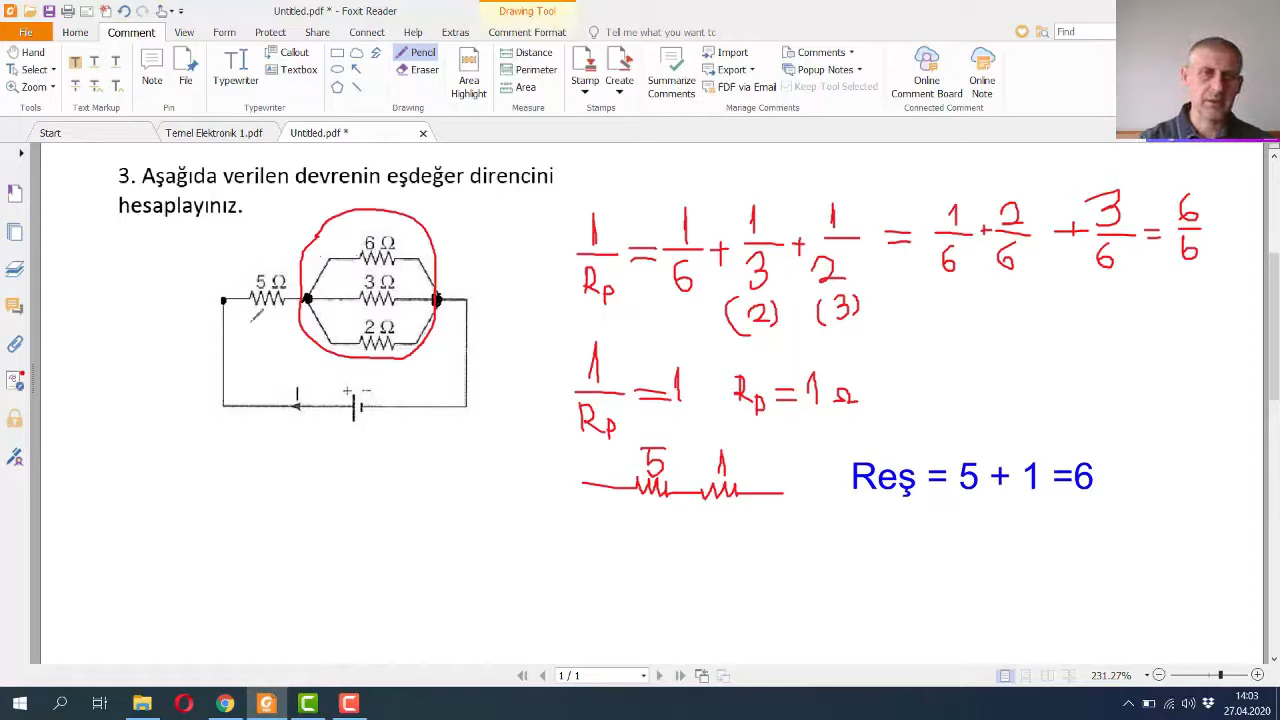 Untitled.pdf * - Foxit Reader
Drawing Tool
File Home Comment View Form Protect Share Connect Help Extras Comment Format Tell me what you want tc Find
Hand
Select
Zoom
Tools
T T T
T T T
Text Markup
Note
File
Pin
Typewriter
Callout
Textbox
Typewriter
Pencil
Eraser
Drawing
Area
Highlight
Distance
Perimeter
Area
Measure
Stamp
Create
Stamps
Summarize
Comments
Import
Export
FDF via Email
Comments
Popup Notes
Keep Tool Selected
Manage Comments
Online
Comment Board
Online
Note
Connected Comment
Start Temel Elektronik 1.pdf Untitled.pdf *
3. Aşağıda verilen devrenin eşdeğer direncini
hesaplayınız.
6 Ω
5 Ω
3 Ω
2 Ω
I + −
1/Rp = 1/6 + 1/3 + 1/2 = 1/6 + 2/6 + 3/6 = 6/6
(2) (3)
1/Rp = 1 Rp = 1 Ω
5 1
Reş = 5 + 1 =6
1 / 1
231.27%
14:03
27.04.2020